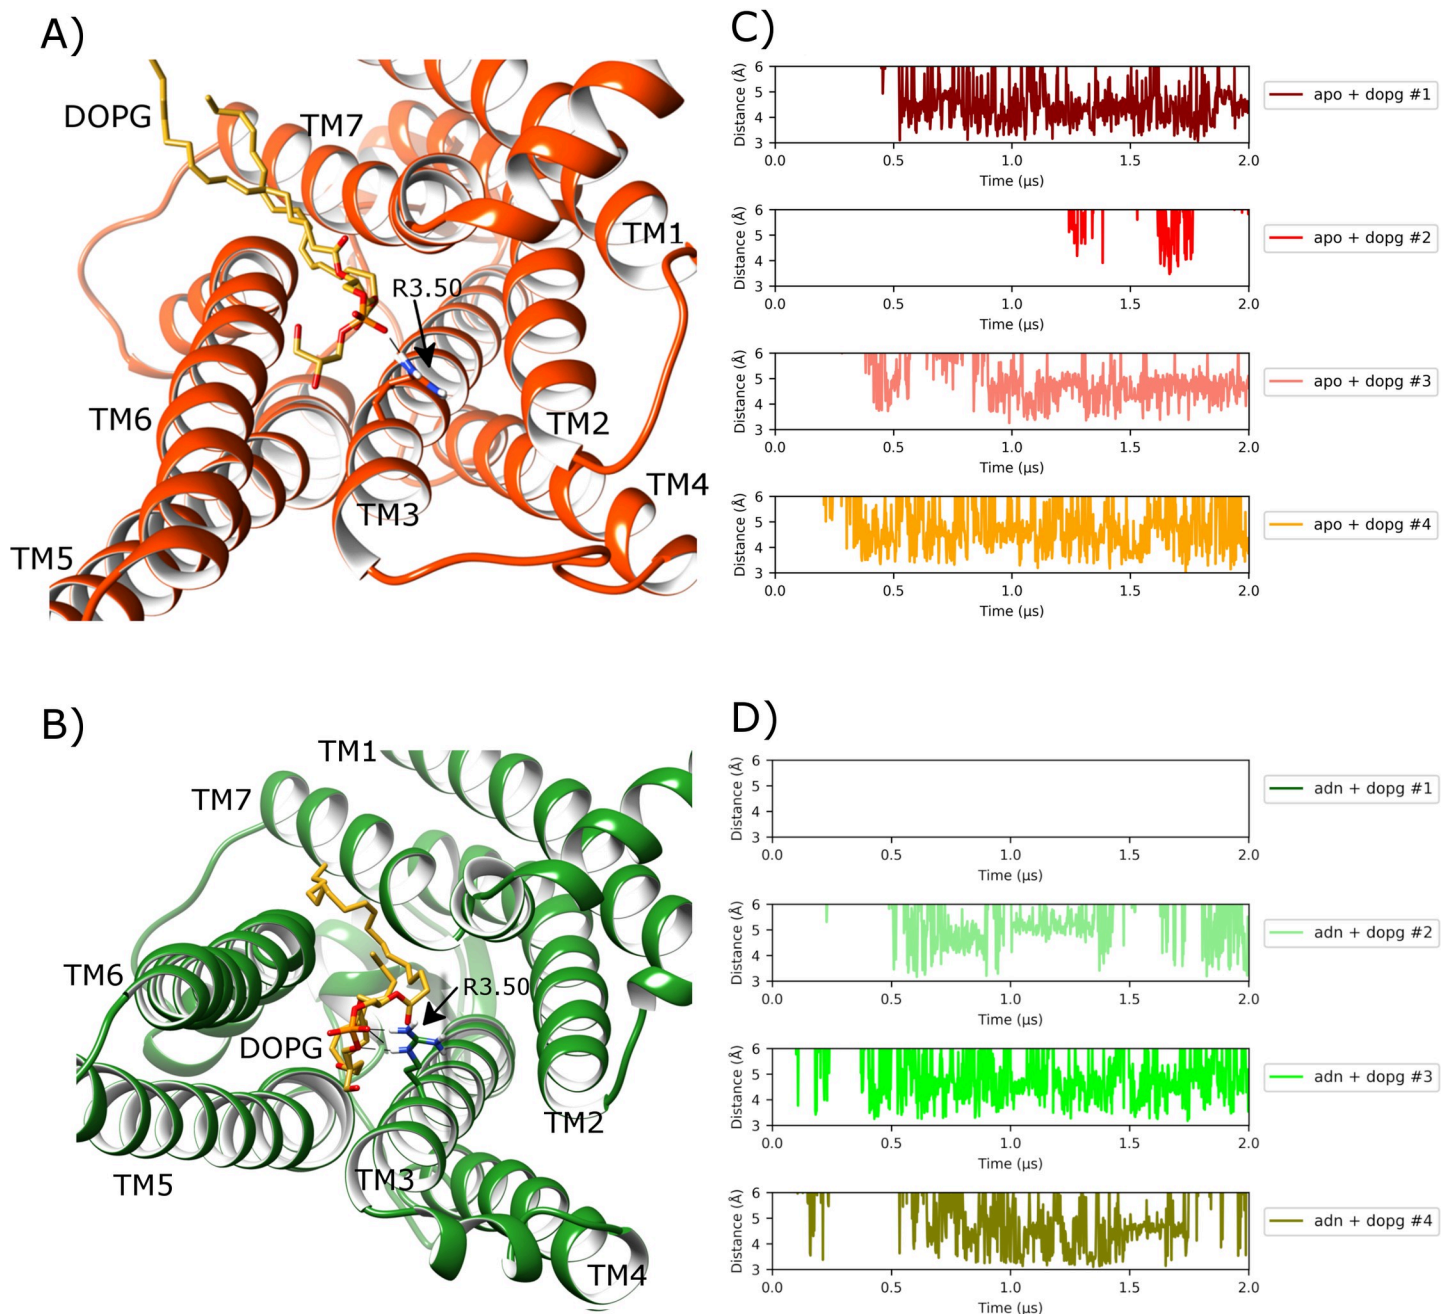 A)
DOPG
TM7
TM1
R3.50
TM6
TM2
TM4
TM3
TM5
C)
6
5
4
3
Distance (Å)
0.0 0.5 1.0 1.5 2.0
Time (µs)
apo + dopg #1
6
5
4
3
Distance (Å)
0.0 0.5 1.0 1.5 2.0
Time (µs)
apo + dopg #2
6
5
4
3
Distance (Å)
0.0 0.5 1.0 1.5 2.0
Time (µs)
apo + dopg #3
6
5
4
3
Distance (Å)
0.0 0.5 1.0 1.5 2.0
Time (µs)
apo + dopg #4
B)
TM1
TM7
TM6
R3.50
DOPG
TM2
TM3
TM5
TM4
D)
6
5
4
3
Distance (Å)
0.0 0.5 1.0 1.5 2.0
Time (µs)
adn + dopg #1
6
5
4
3
Distance (Å)
0.0 0.5 1.0 1.5 2.0
Time (µs)
adn + dopg #2
6
5
4
3
Distance (Å)
0.0 0.5 1.0 1.5 2.0
Time (µs)
adn + dopg #3
6
5
4
3
Distance (Å)
0.0 0.5 1.0 1.5 2.0
Time (µs)
adn + dopg #4